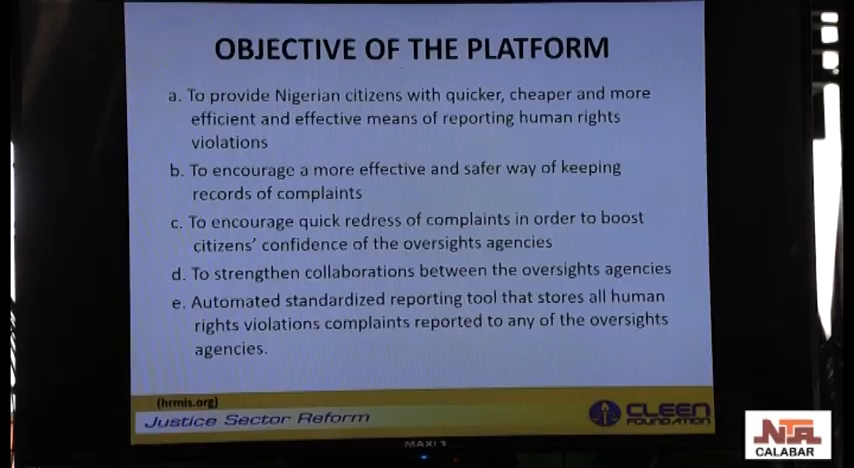 OBJECTIVE OF THE PLATFORM
a. To provide Nigerian citizens with quicker, cheaper and more
efficient and effective means of reporting human rights
violations
b. To encourage a more effective and safer way of keeping
records of complaints
c. To encourage quick redress of complaints in order to boost
citizens' confidence of the oversights agencies
d. To strengthen collaborations between the oversights agencies
e. Automated standardized reporting tool that stores all human
rights violations complaints reported to any of the oversights
agencies.
(hrmis.org)
Justice Sector Reform
CLEEN
FOUNDATION
NTA
CALABAR